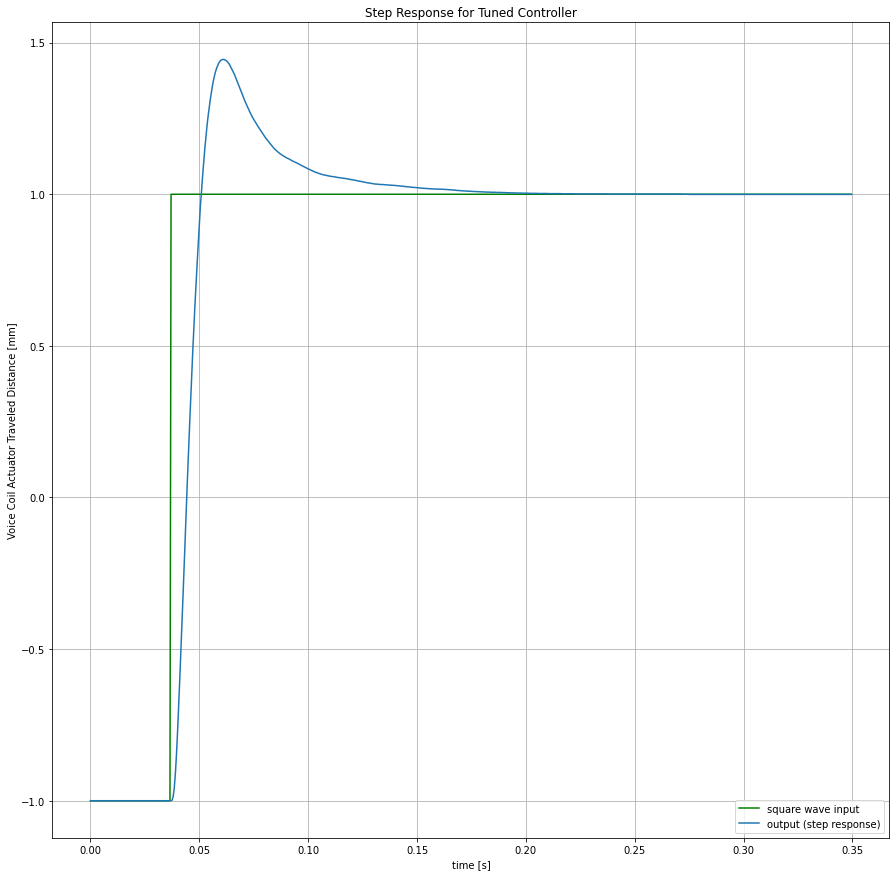 Step Response for Tuned Controller
Voice Coil Actuator Traveled Distance [mm]
1.5
1.0
0.5
0.0
−0.5
−1.0
square wave input
output (step response)
0.00 0.05 0.10 0.15 0.20 0.25 0.30 0.35
time [s]